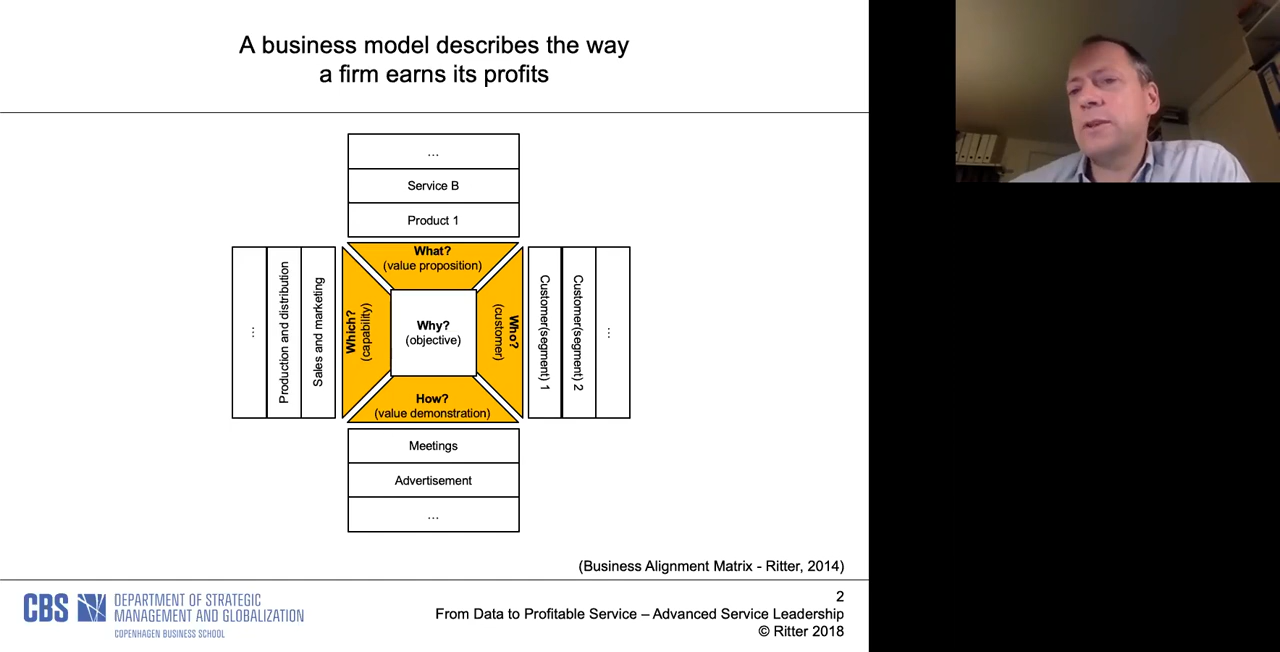 A business model describes the way
a firm earns its profits
…
Service B
Product 1
What?
(value proposition)
…
Production and distribution
Sales and marketing
Which?
(capability)
Why?
(objective)
Who?
(customer)
Customer(segment) 1
Customer(segment) 2
…
How?
(value demonstration)
Meetings
Advertisement
…
(Business Alignment Matrix - Ritter, 2014)
CBS
DEPARTMENT OF STRATEGIC
MANAGEMENT AND GLOBALIZATION
COPENHAGEN BUSINESS SCHOOL
2
From Data to Profitable Service – Advanced Service Leadership
© Ritter 2018